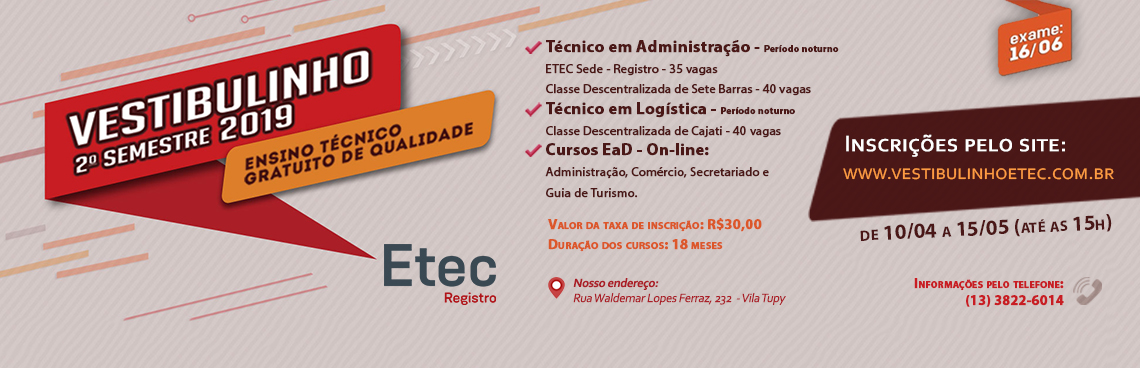 VESTIBULINHO
2º SEMESTRE 2019
ENSINO TÉCNICO
GRATUITO DE QUALIDADE
Etec
Registro
Técnico em Administração - Período noturno
ETEC Sede - Registro - 35 vagas
Classe Descentralizada de Sete Barras - 40 vagas
Técnico em Logística - Período noturno
Classe Descentralizada de Cajati - 40 vagas
Cursos EaD - On-line:
Administração, Comércio, Secretariado e
Guia de Turismo.
VALOR DA TAXA DE INSCRIÇÃO: R$30,00
DURAÇÃO DOS CURSOS: 18 MESES
Nosso endereço:
Rua Waldemar Lopes Ferraz, 232 - Vila Tupy
exame:
16/06
INSCRIÇÕES PELO SITE:
WWW.VESTIBULINHOETEC.COM.BR
DE 10/04 A 15/05 (ATÉ AS 15H)
INFORMAÇÕES PELO TELEFONE:
(13) 3822-6014